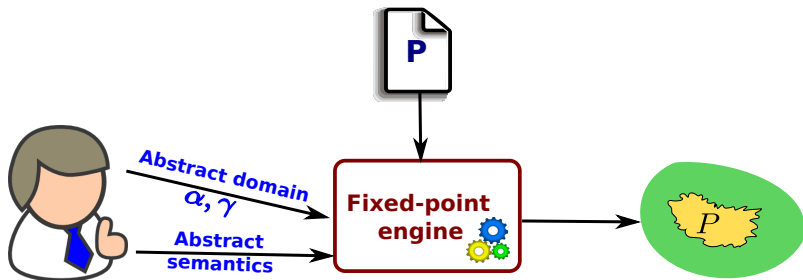 P
Abstract domain
α, γ
Abstract
semantics
Fixed-point
engine
P